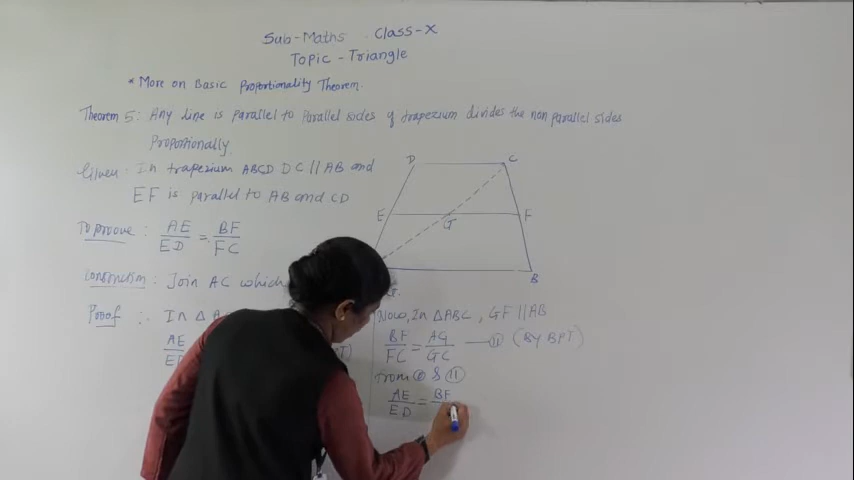 Sub-Maths Class-X
Topic - Triangle
* More on Basic Proportionality Theorem.
Theorem 5: Any line is parallel to parallel sides of trapezium divides the non parallel sides
Proportionally
Given: In trapezium ABCD DC || AB and
EF is parallel to AB and CD
To proove: AE/ED = BF/FC
Construction: Join AC which
Proof :- In Δ
AE
D C
E F
G
B
Now, In ΔABC, GF || AB
BF/FC = AG/GC — (II) (BY BPT)
from (I) & (II)
AE/ED = BF